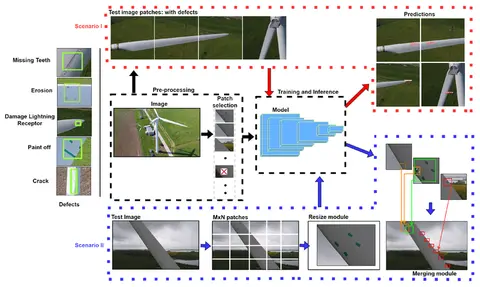 Test image patches: with defects
Predictions
Scenario I
Missing Teeth
Erosion
Damage Lightning
Receptor
Paint off
Crack
Defects
Pre-processing
Image
Patch
selection
Training and Inference
Model
Scenario II
Test Image
MxN patches
Resize module
Merging module